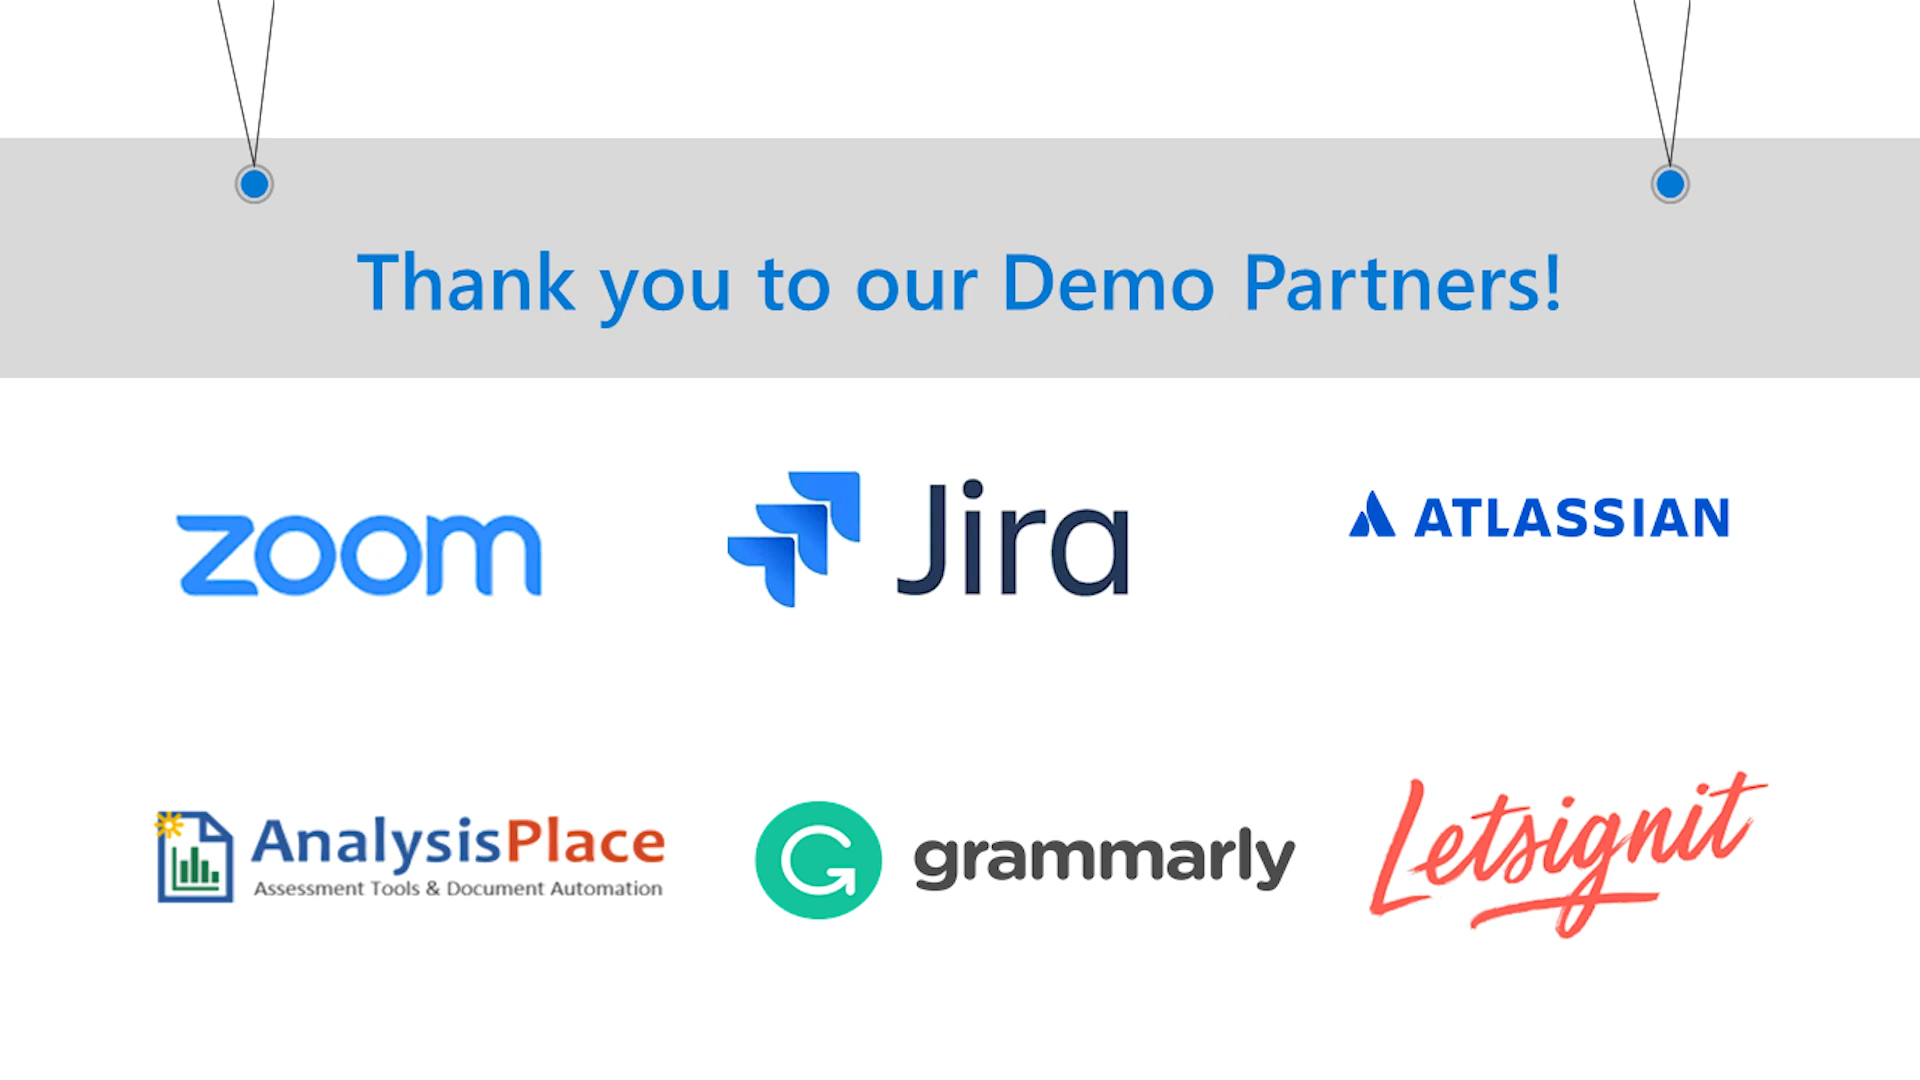 Thank you to our Demo Partners!
zoom
Jira
ATLASSIAN
AnalysisPlace
Assessment Tools & Document Automation
grammarly
Letsignit